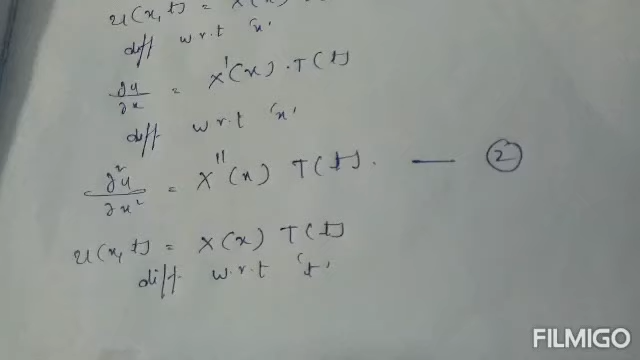 u(x, t) = X(x)
diff w.r.t 'x'
∂u/∂x = X'(x) . T(t)
diff w.r.t 'x'
∂²u/∂x² = X''(x) T(t). — ②
u(x, t) = X(x) T(t)
diff w.r.t 't'
FILMIGO